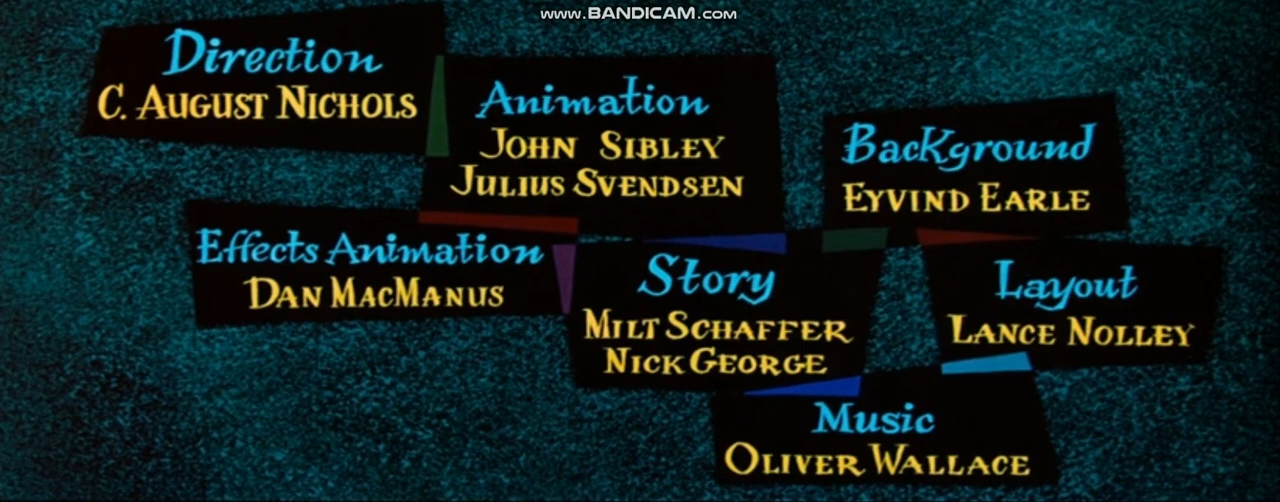 www.BANDICAM.com
Direction
C. AUGUST NICHOLS
Animation
JOHN SIBLEY
JULIUS SVENDSEN
Background
EYVIND EARLE
Effects Animation
DAN MACMANUS
Story
MILT SCHAFFER
NICK GEORGE
Layout
LANCE NOLLEY
Music
OLIVER WALLACE